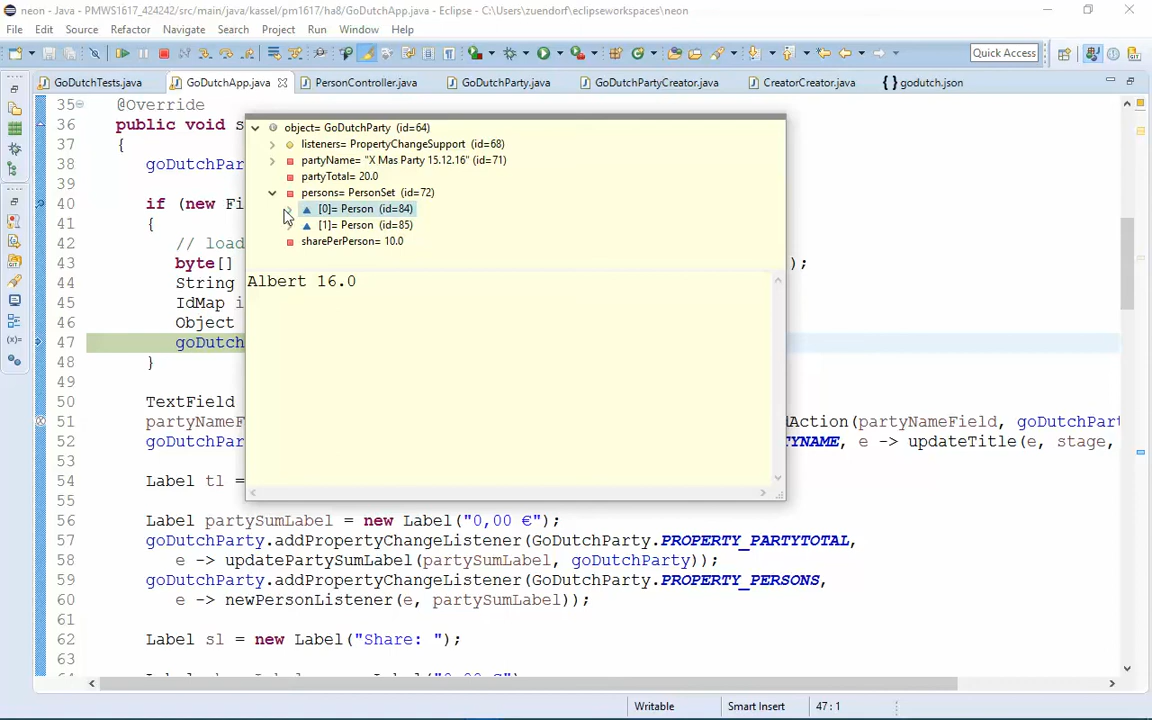 neon - Java - PMWS1617_424242/src/main/java/kassel/pm1617/ha8/GoDutchApp.java - Eclipse - C:\Users\zuendorf\eclipseworkspaces\neon
File Edit Source Refactor Navigate Search Project Run Window Help
Quick Access
GoDutchTests.java GoDutchApp.java PersonController.java GoDutchParty.java GoDutchPartyCreator.java CreatorCreator.java godutch.json
35 @Override
36 public void s
37 {
38 goDutchPar
39
40 if (new Fi
41 {
42 // load
43 byte[] );
44 String
45 IdMap i
46 Object
47 goDutch
48 }
49
50 TextField
51 partyNameF dAction(partyNameField, goDutchPart
52 goDutchPar TYNAME, e -> updateTitle(e, stage,
53
54 Label tl =
55
56 Label partySumLabel = new Label("0,00 €");
57 goDutchParty.addPropertyChangeListener(GoDutchParty.PROPERTY_PARTYTOTAL,
58 e -> updatePartySumLabel(partySumLabel, goDutchParty));
59 goDutchParty.addPropertyChangeListener(GoDutchParty.PROPERTY_PERSONS,
60 e -> newPersonListener(e, partySumLabel));
61
62 Label sl = new Label("Share: ");
63
object= GoDutchParty (id=64)
listeners= PropertyChangeSupport (id=68)
partyName= "X Mas Party 15.12.16" (id=71)
partyTotal= 20.0
persons= PersonSet (id=72)
[0]= Person (id=84)
[1]= Person (id=85)
sharePerPerson= 10.0
Albert 16.0
Writable Smart Insert 47 : 1